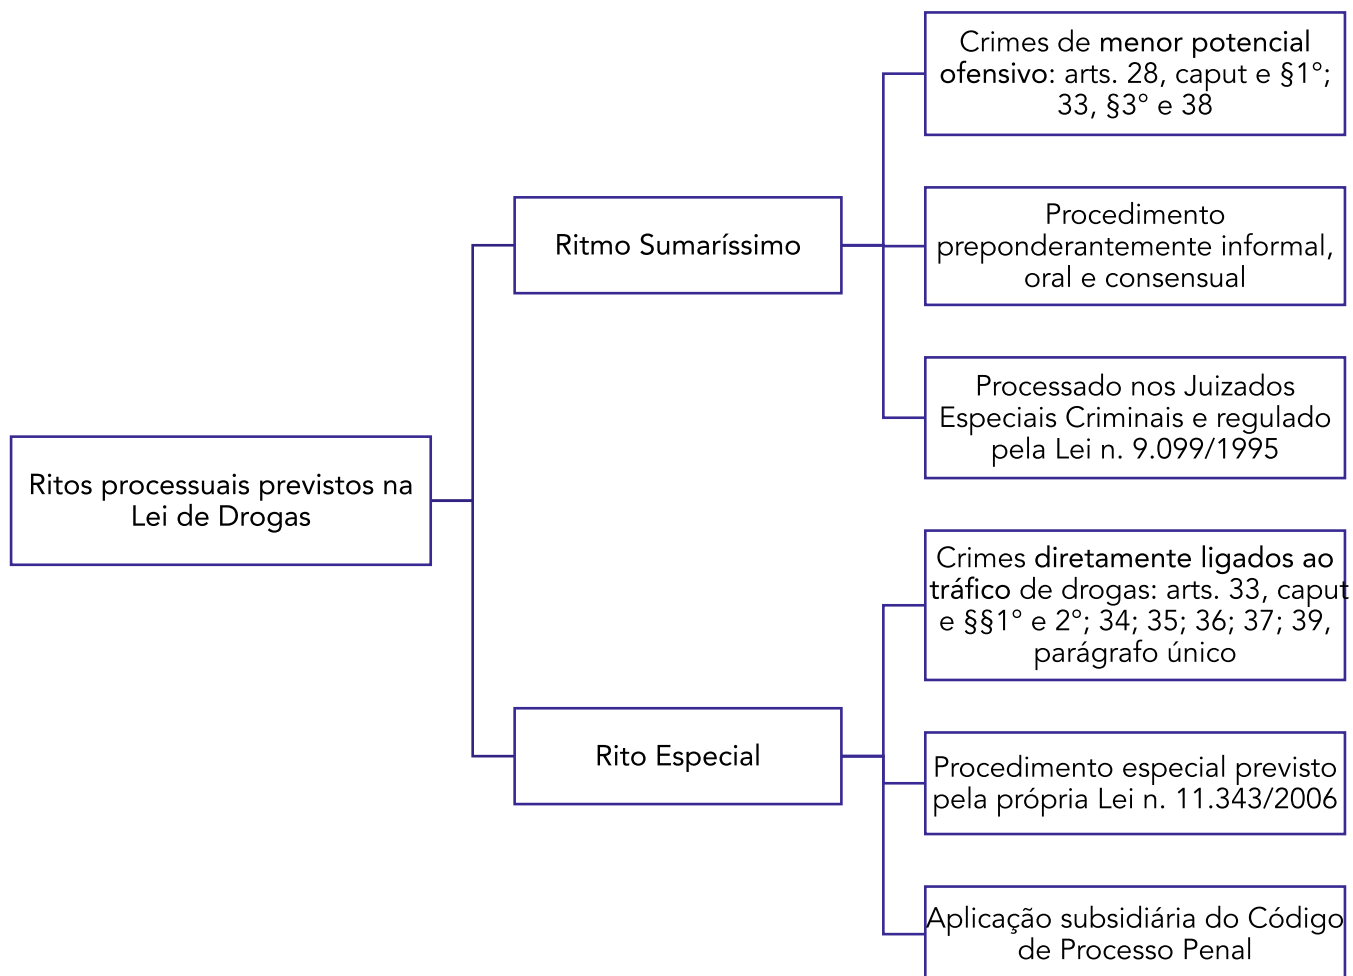 Ritos processuais previstos na
Lei de Drogas
Ritmo Sumaríssimo
Crimes de menor potencial
ofensivo: arts. 28, caput e §1°;
33, §3° e 38
Procedimento
preponderantemente informal,
oral e consensual
Processado nos Juizados
Especiais Criminais e regulado
pela Lei n. 9.099/1995
Rito Especial
Crimes diretamente ligados ao
tráfico de drogas: arts. 33, caput
e §§1° e 2°; 34; 35; 36; 37; 39,
parágrafo único
Procedimento especial previsto
pela própria Lei n. 11.343/2006
Aplicação subsidiária do Código
de Processo Penal